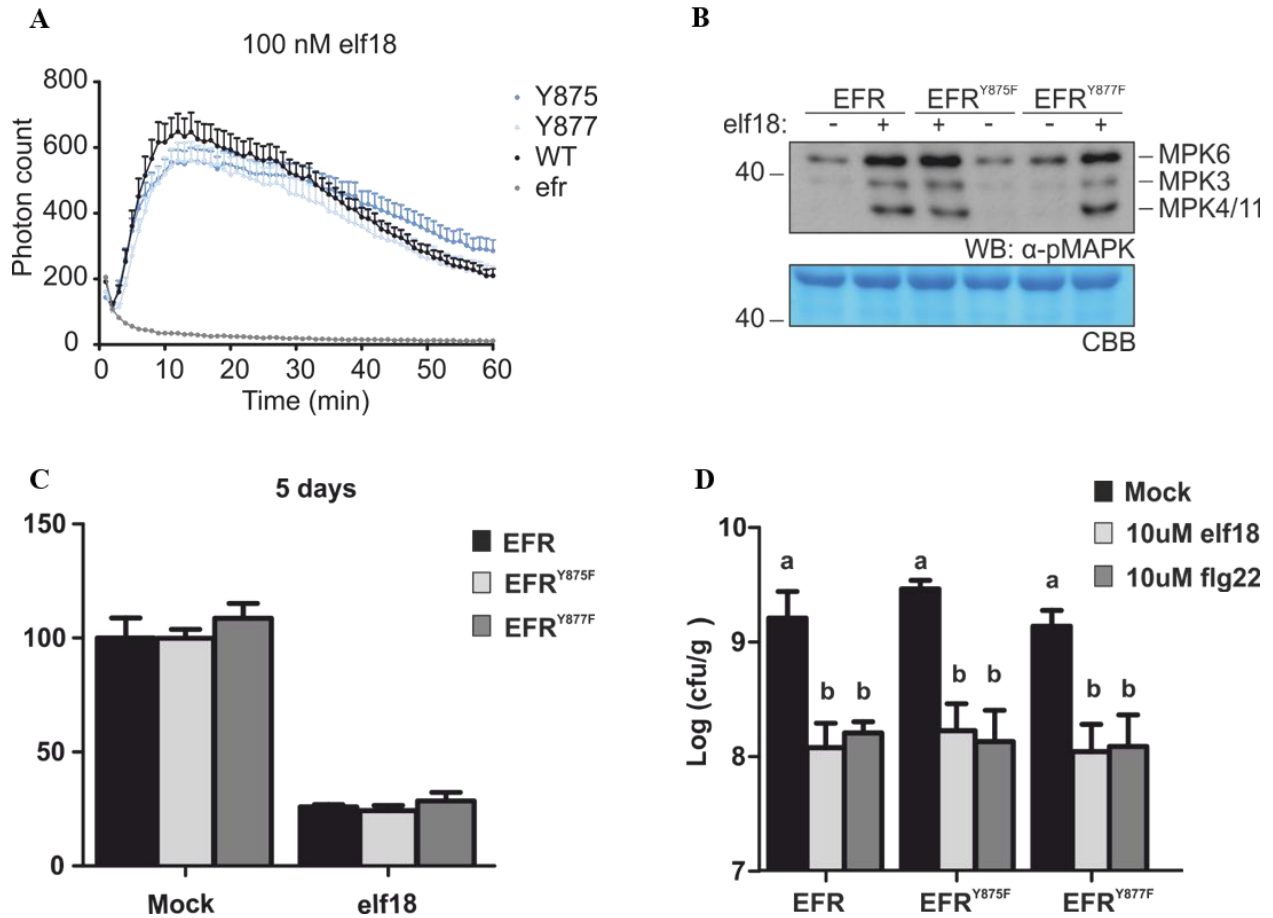 A
100 nM elf18
Photon count
800
600
400
200
0
0 10 20 30 40 50 60
Time (min)
Y875
Y877
WT
efr
B
EFR EFR^Y875F EFR^Y877F
elf18: - + + - - +
40
MPK6
MPK3
MPK4/11
WB: α-pMAPK
40
CBB
C
5 days
150
100
50
0
EFR
EFR^Y875F
EFR^Y877F
Mock elf18
D
Mock
10uM elf18
10uM flg22
Log (cfu/g )
10
9
8
7
a b b a b b a b b
EFR EFR^Y875F EFR^Y877F